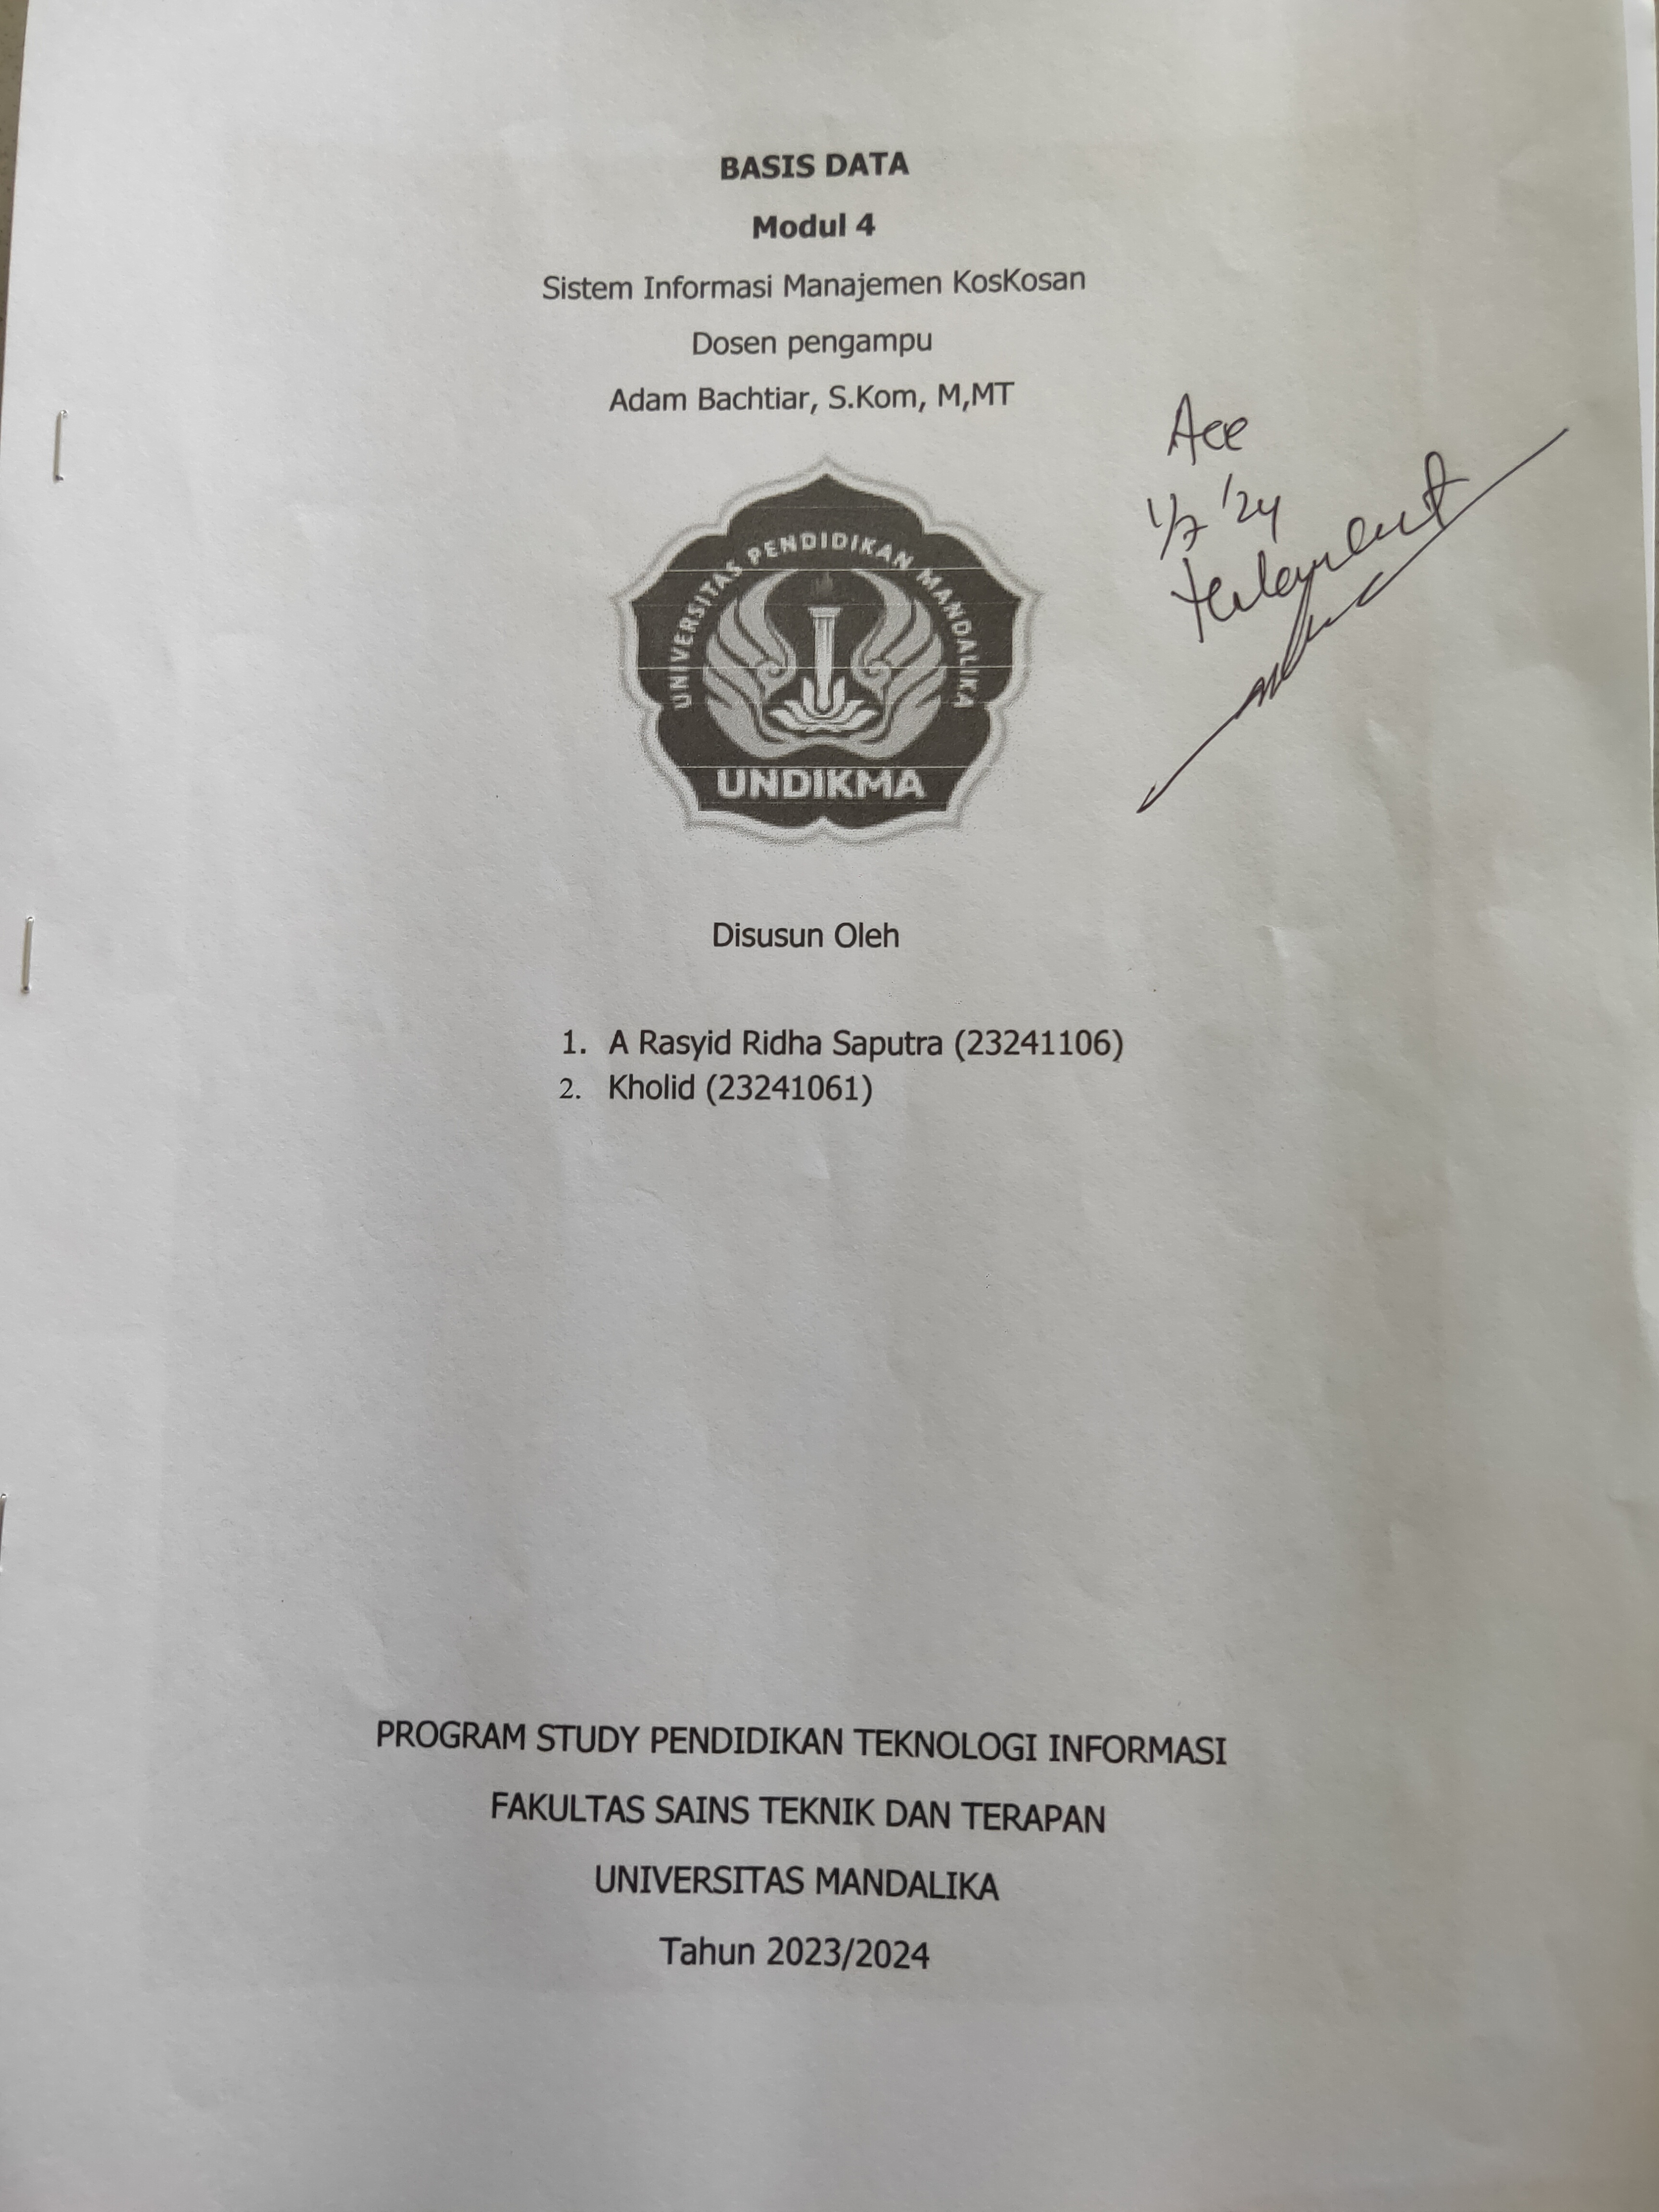 BASIS DATA
Modul 4
Sistem Informasi Manajemen KosKosan
Dosen pengampu
Adam Bachtiar, S.Kom, M,MT
Acc
1/7 '24
UNIVERSITAS PENDIDIKAN MANDALIKA
UNDIKMA
Disusun Oleh
1. A Rasyid Ridha Saputra (23241106)
2. Kholid (23241061)
PROGRAM STUDY PENDIDIKAN TEKNOLOGI INFORMASI
FAKULTAS SAINS TEKNIK DAN TERAPAN
UNIVERSITAS MANDALIKA
Tahun 2023/2024